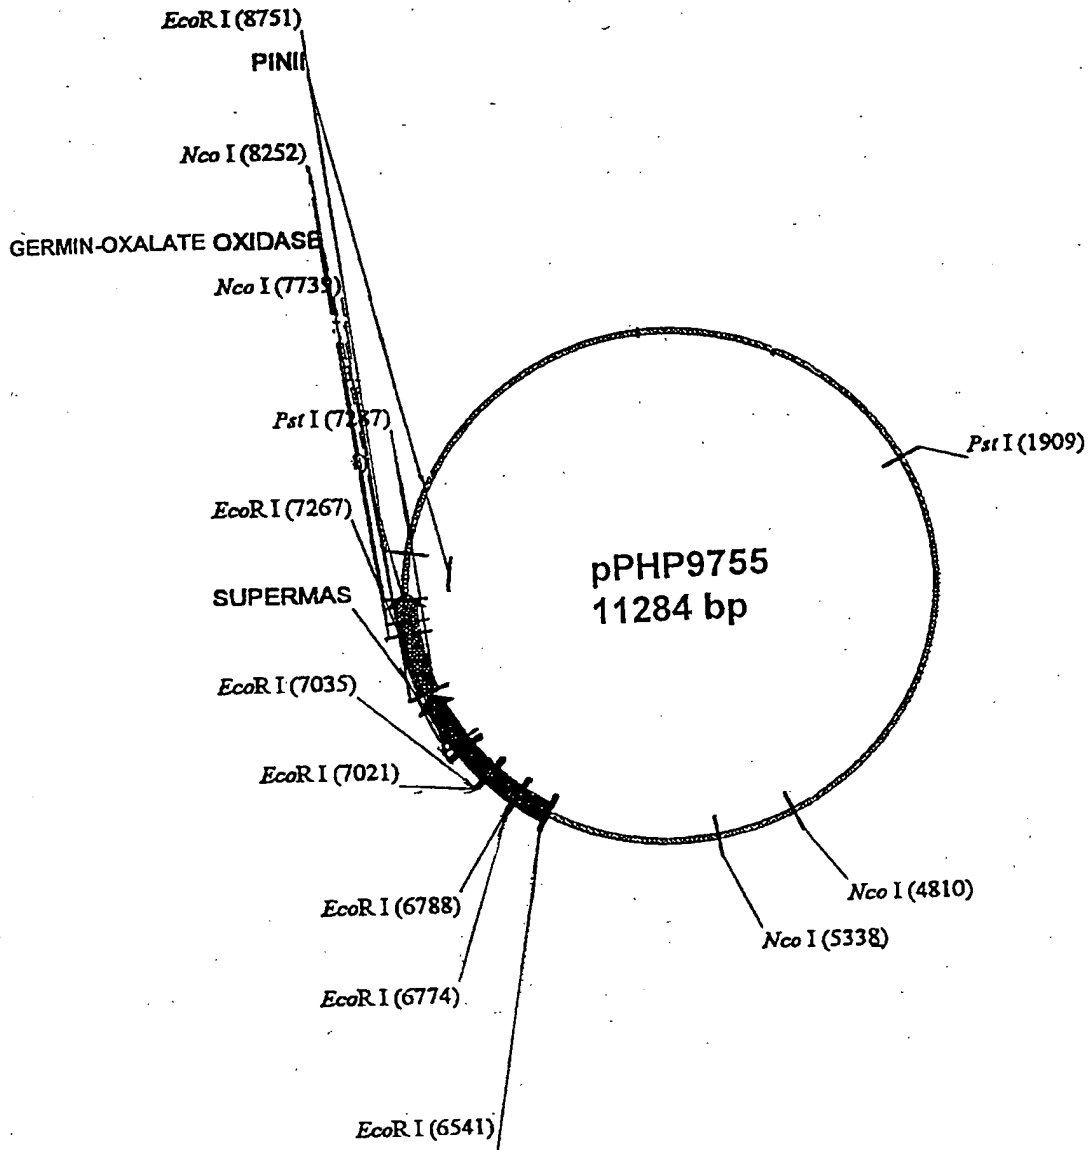 EcoR I (8751)
PINII
Nco I (8252)
GERMIN-OXALATE OXIDASE
Nco I (7739)
Pst I (7287)
Pst I (1909)
EcoR I (7267)
pPHP9755
11284 bp
SUPERMAS
EcoR I (7035)
EcoR I (7021)
EcoR I (6788)
Nco I (4810)
Nco I (5338)
EcoR I (6774)
EcoR I (6541)